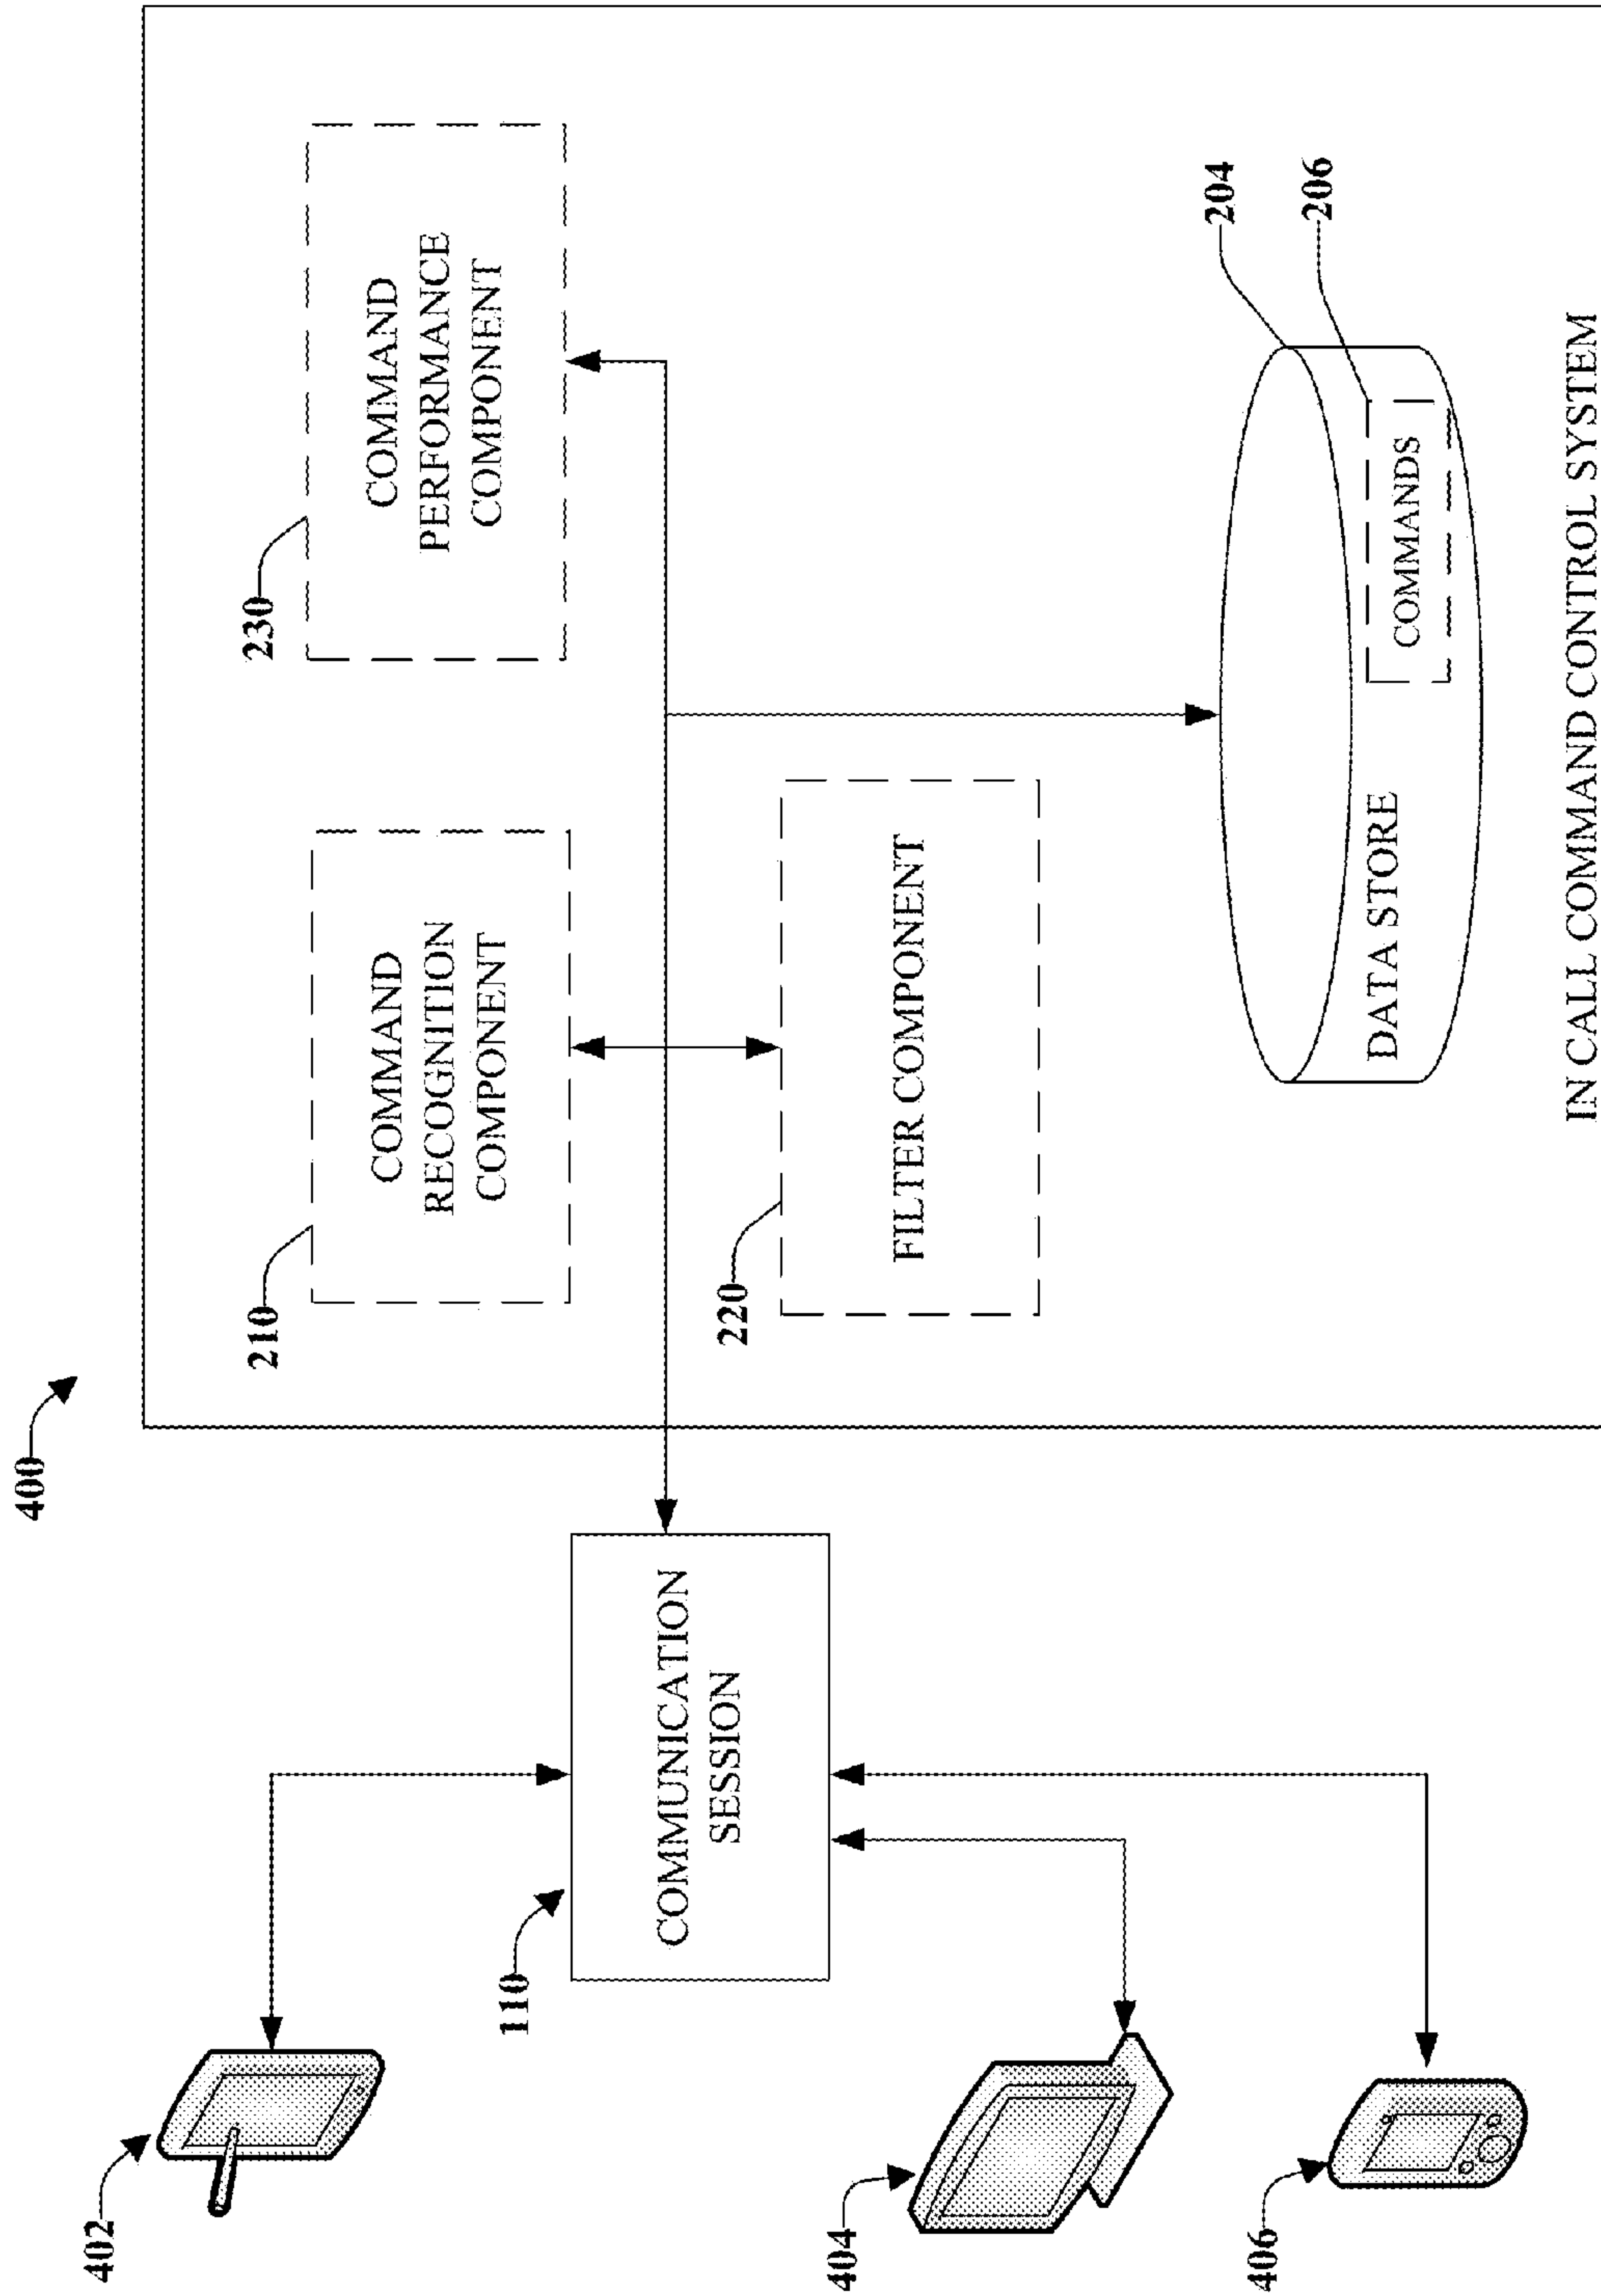 400
402
404
406
110
COMMUNICATION
SESSION
210
COMMAND
RECOGNITION
COMPONENT
220
FILTER COMPONENT
230
COMMAND
PERFORMANCE
COMPONENT
204
206
DATA STORE
COMMANDS
IN CALL COMMAND CONTROL SYSTEM